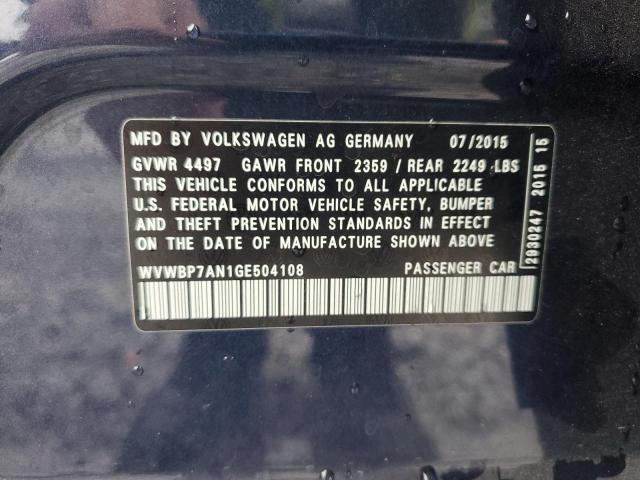 MFD BY VOLKSWAGEN AG GERMANY 07/2015
GVWR 4497 GAWR FRONT 2359 / REAR 2249 LBS
THIS VEHICLE CONFORMS TO ALL APPLICABLE
U.S. FEDERAL MOTOR VEHICLE SAFETY, BUMPER
AND THEFT PREVENTION STANDARDS IN EFFECT
ON THE DATE OF MANUFACTURE SHOWN ABOVE
WVWBP7AN1GE504108 PASSENGER CAR
2930247 2015 15